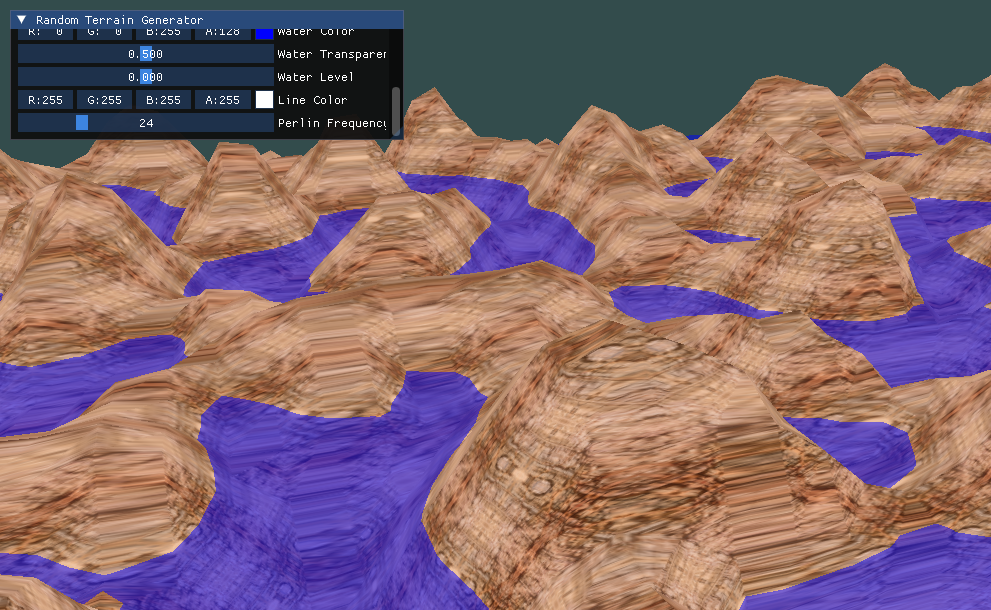 Random Terrain Generator
R: 0 G: 0 B:255 A:128 Water Color
0.500 Water Transparen
0.000 Water Level
R:255 G:255 B:255 A:255 Line Color
24 Perlin Frequency